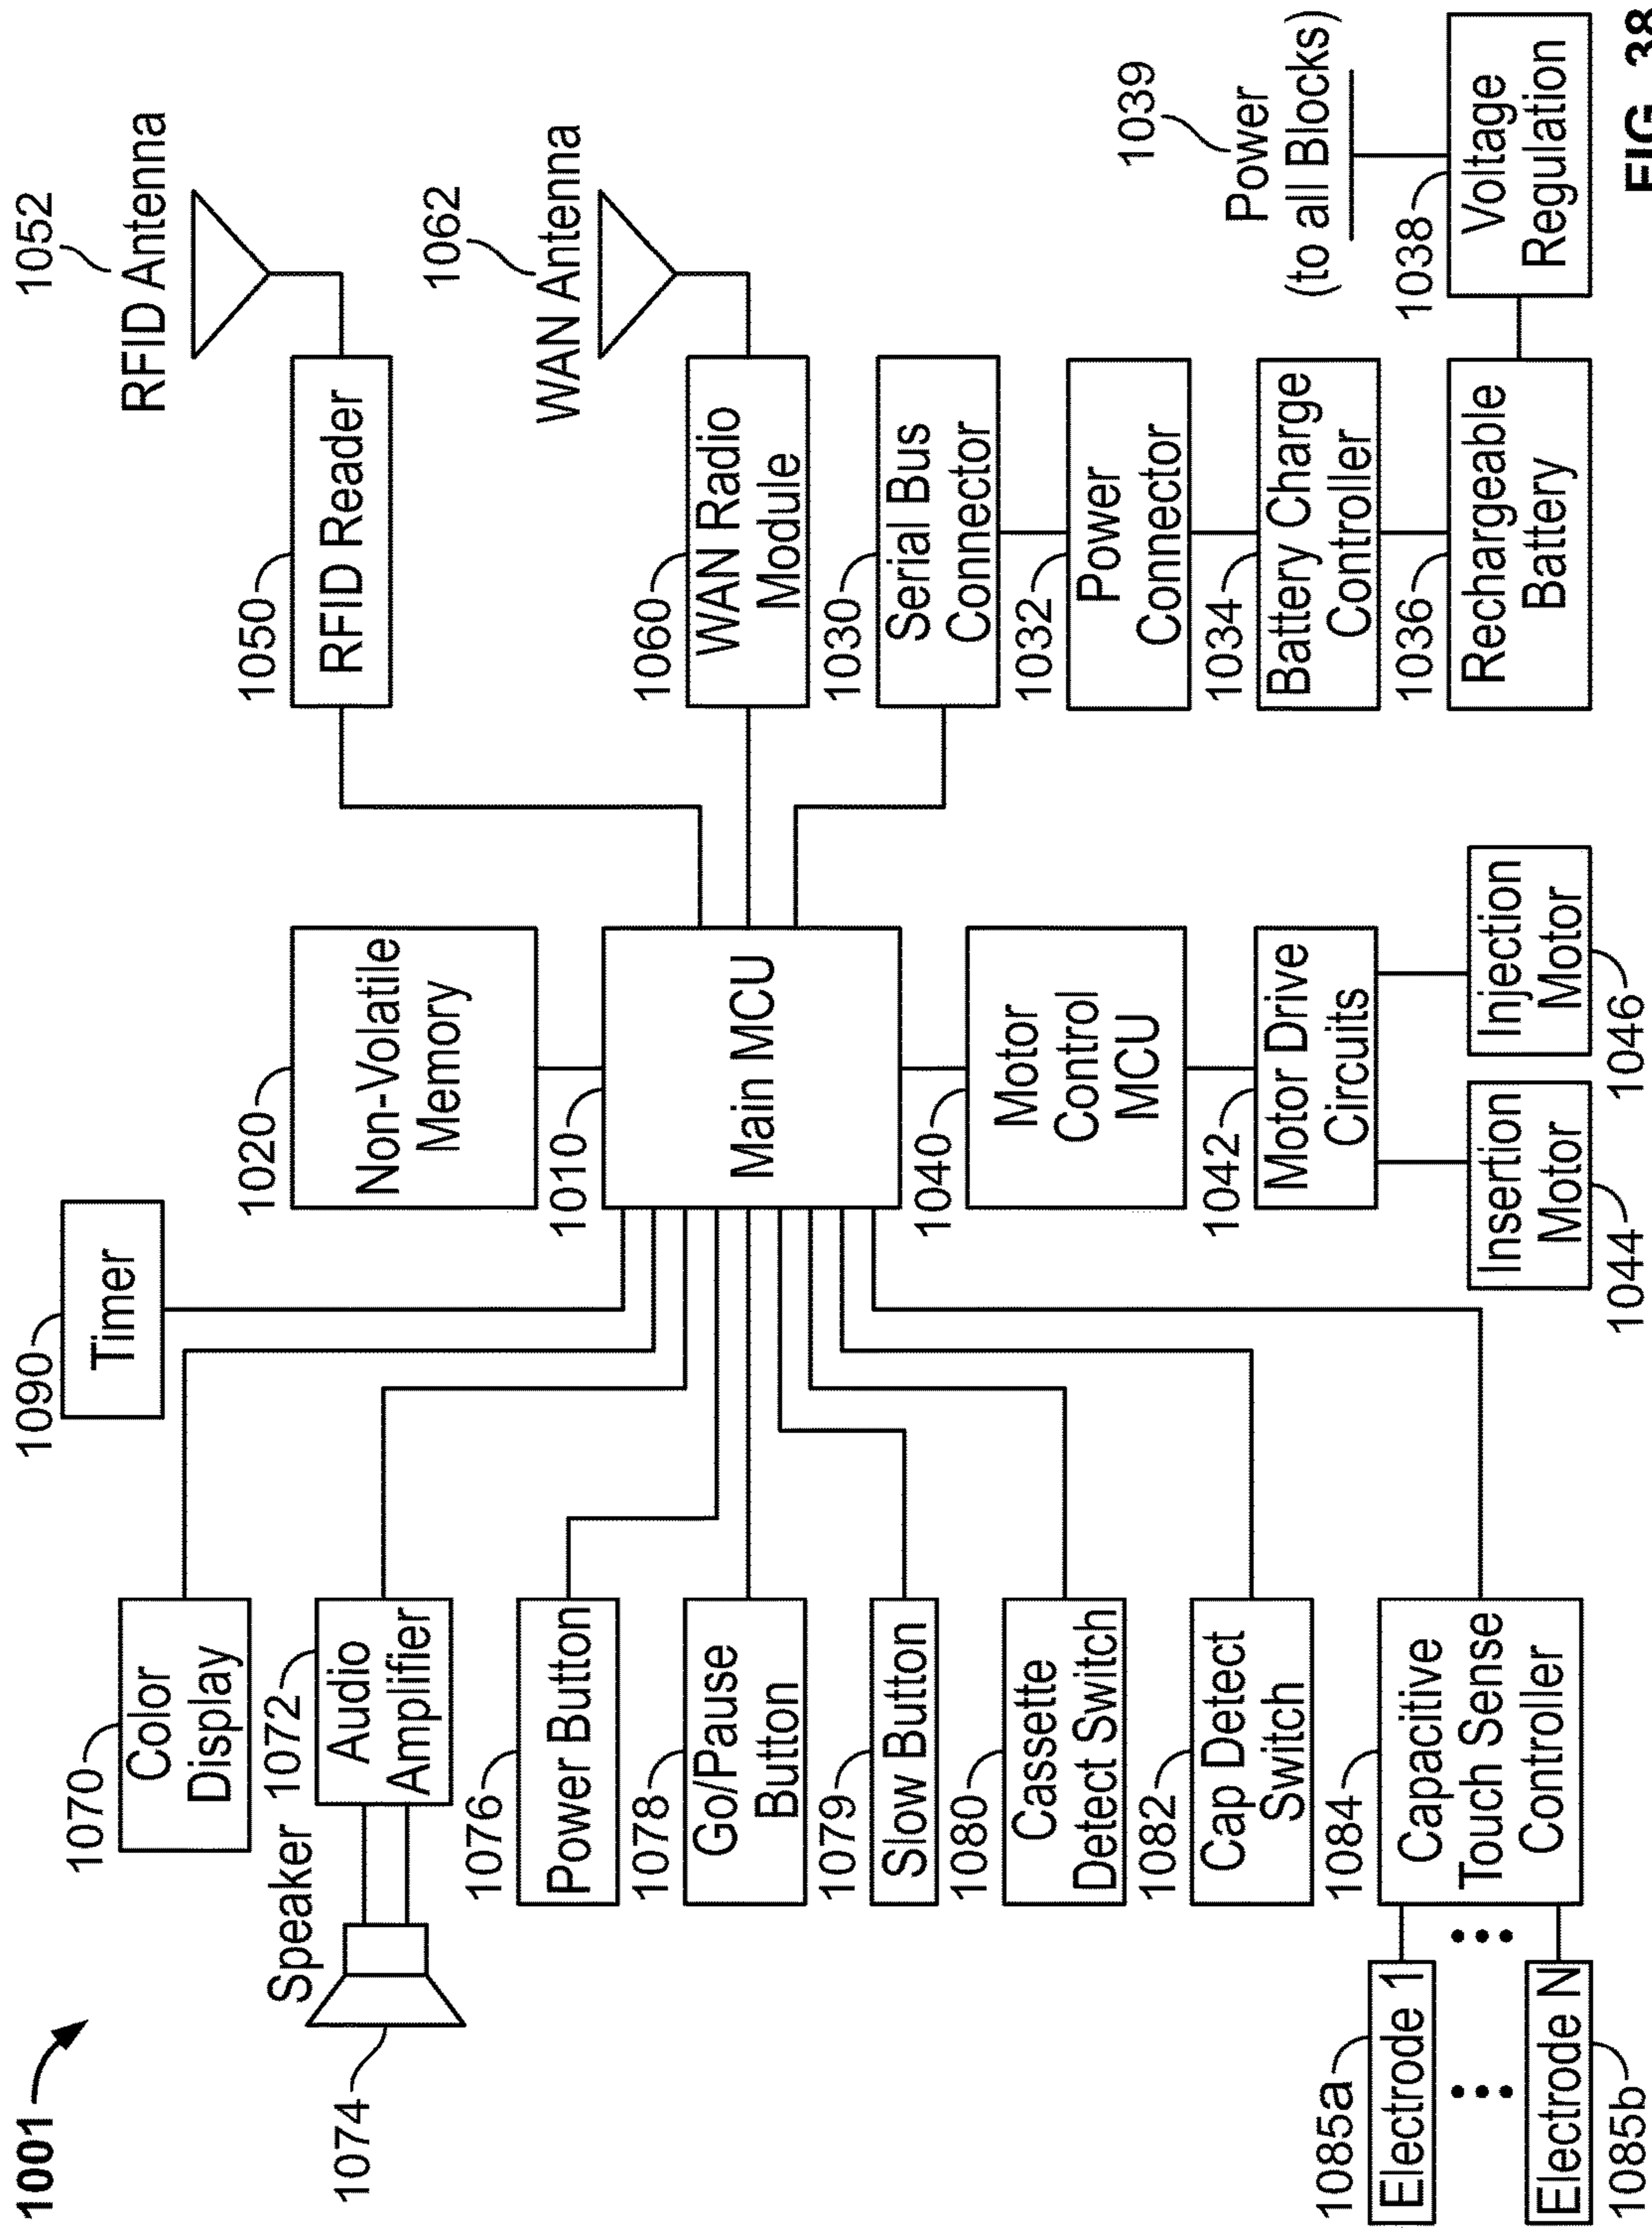 1001
1090
Timer
1052
RFID Antenna
1070
Color
Display
Speaker
1074
1072
Audio
Amplifier
1020
Non-Volatile
Memory
1050
RFID Reader
1062
WAN Antenna
1076
Power Button
1078
Go/Pause
Button
1079
Slow Button
1080
Cassette
Detect Switch
1082
Cap Detect
Switch
1084
Capacitive
Touch Sense
Controller
1085a
Electrode 1
Electrode N
1085b
1010
Main MCU
1040
Motor
Control
MCU
1042
Motor Drive
Circuits
Insertion
Motor
1044
Injection
Motor
1046
1060
WAN Radio
Module
1030
Serial Bus
Connector
1032
Power
Connector
1034
Battery Charge
Controller
1036
Rechargeable
Battery
1039
Power
(to all Blocks)
1038
Voltage
Regulation
FIG. 38